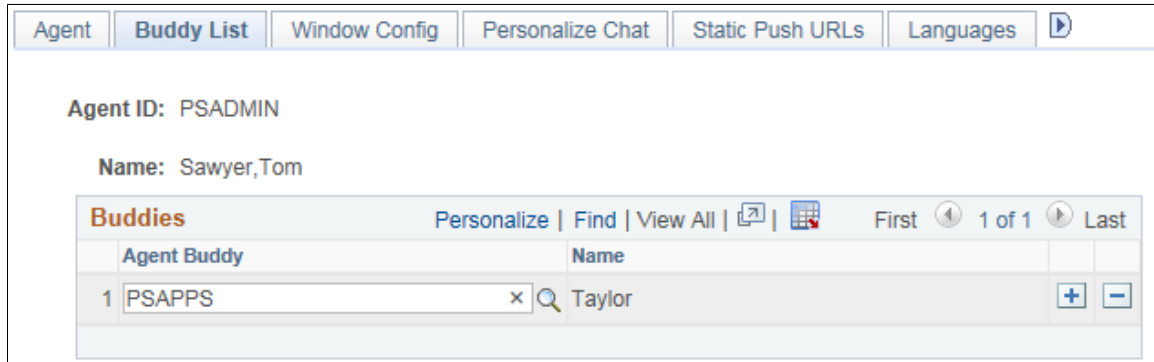 Agent Buddy List Window Config Personalize Chat Static Push URLs Languages
Agent ID: PSADMIN
Name: Sawyer,Tom
Buddies Personalize | Find | View All | | First 1 of 1 Last
Agent Buddy Name
1 PSAPPS × Taylor + −